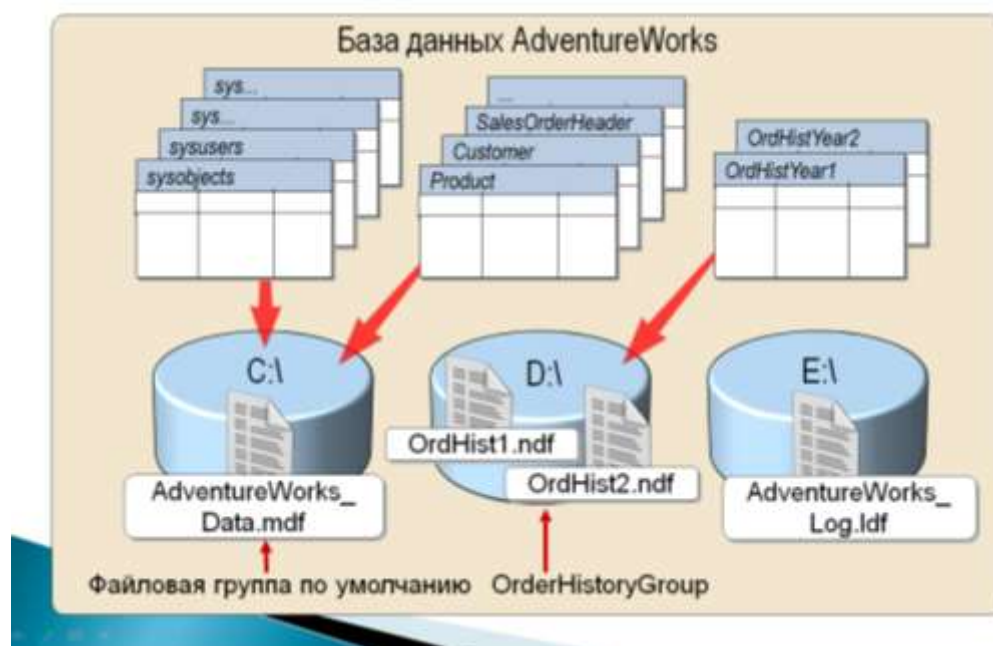 База данных AdventureWorks
sys...
sys...
sysusers
sysobjects
...
SalesOrderHeader
Customer
Product
OrdHistYear2
OrdHistYear1
C:\
D:\
E:\
OrdHist1.ndf
OrdHist2.ndf
AdventureWorks_
Data.mdf
AdventureWorks_
Log.ldf
Файловая группа по умолчанию
OrderHistoryGroup